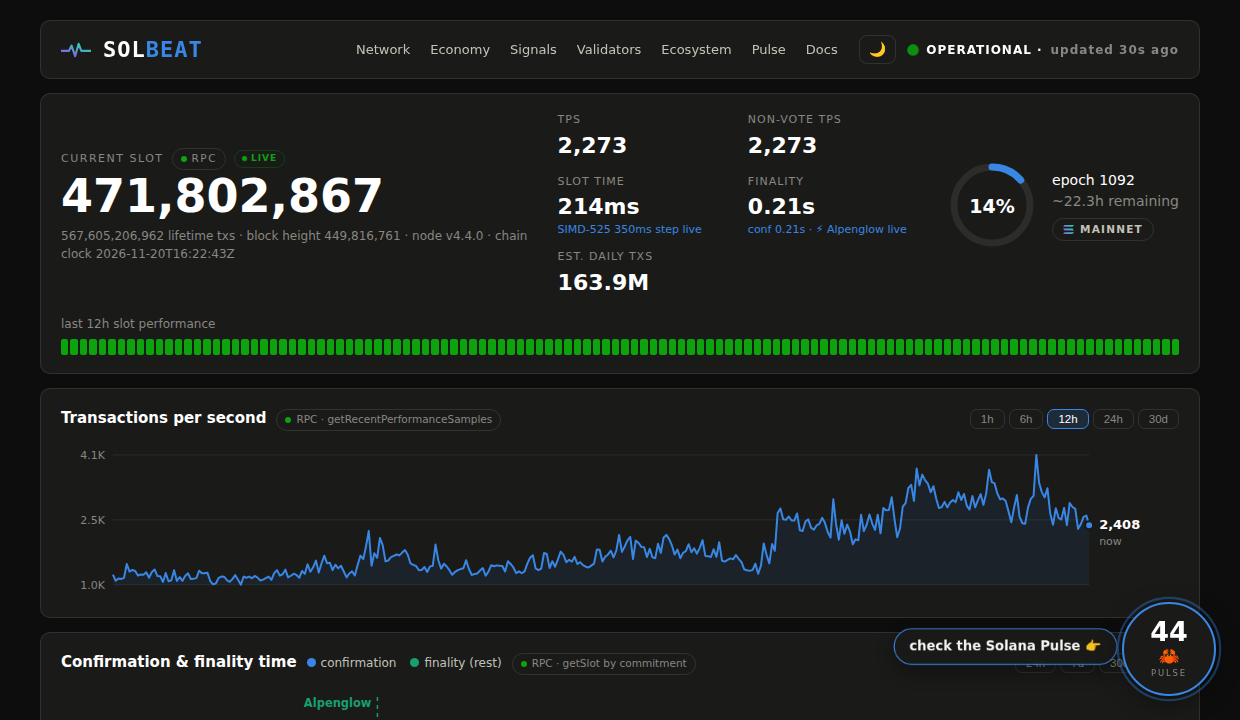 SOLBEAT
Network Economy Signals Validators Ecosystem Pulse Docs
OPERATIONAL · updated 30s ago
CURRENT SLOT RPC LIVE
471,802,867
567,605,206,962 lifetime txs · block height 449,816,761 · node v4.4.0 · chain
clock 2026-11-20T16:22:43Z
TPS
2,273
NON-VOTE TPS
2,273
SLOT TIME
214ms
SIMD-525 350ms step live
FINALITY
0.21s
conf 0.21s · ⚡ Alpenglow live
EST. DAILY TXS
163.9M
14%
epoch 1092
~22.3h remaining
MAINNET
last 12h slot performance
Transactions per second RPC · getRecentPerformanceSamples
1h 6h 12h 24h 30d
4.1K
2.5K
1.0K
2,408
now
Confirmation & finality time confirmation finality (rest) RPC · getSlot by commitment
Alpenglow
check the Solana Pulse 👉
44
🦀
PULSE